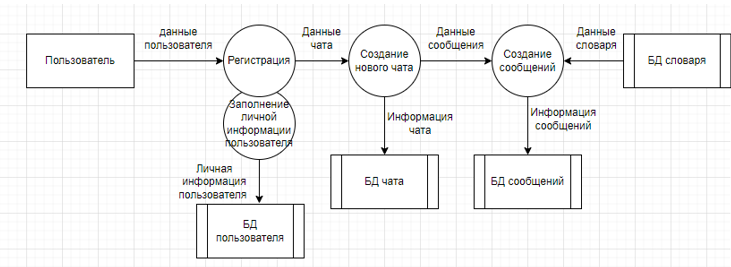 данные
пользователя
Данные
чата
Данные
сообщения
Данные
словаря
Пользователь
Регистрация
Создание
нового чата
Создание
сообщений
БД словаря
Заполнение
личной
информации
пользователя
Информация
чата
Информация
сообщений
Личная
информация
пользователя
БД чата
БД сообщений
БД
пользователя